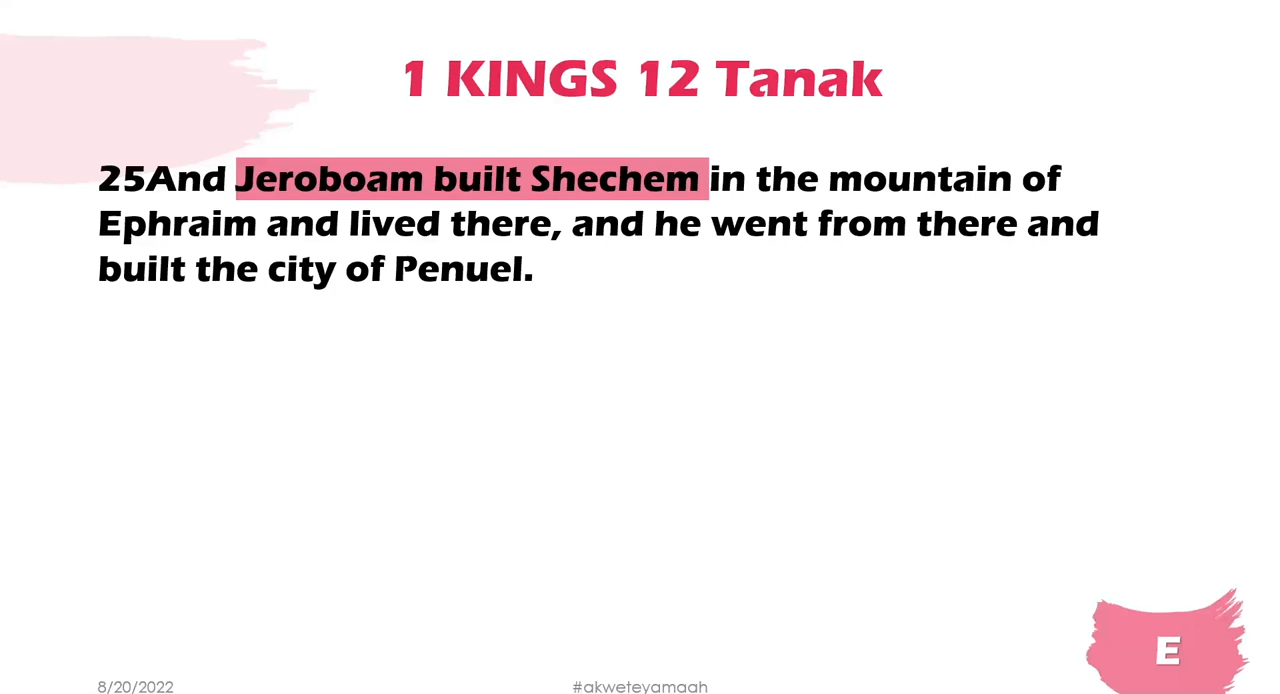 1 KINGS 12 Tanak
25And Jeroboam built Shechem in the mountain of
Ephraim and lived there, and he went from there and
built the city of Penuel.
E
8/20/2022
#akweteyamaah